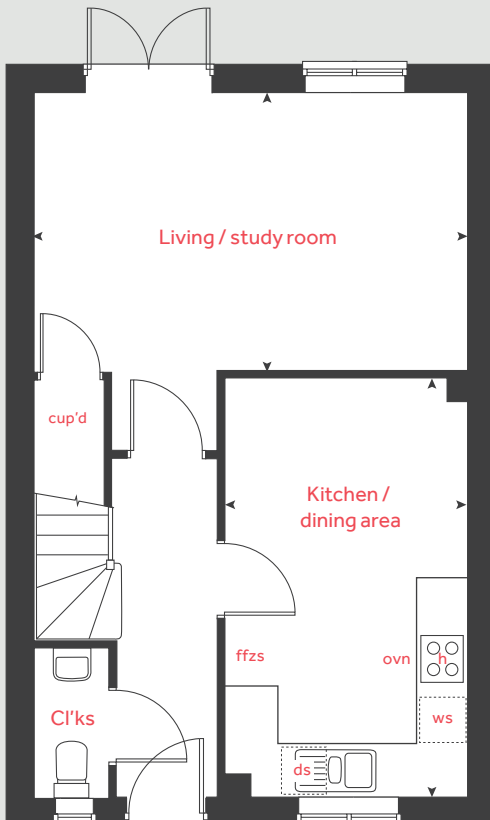 Living / study room
cup'd
Kitchen /
dining area
ffzs
ovn
h
Cl'ks
ws
ds